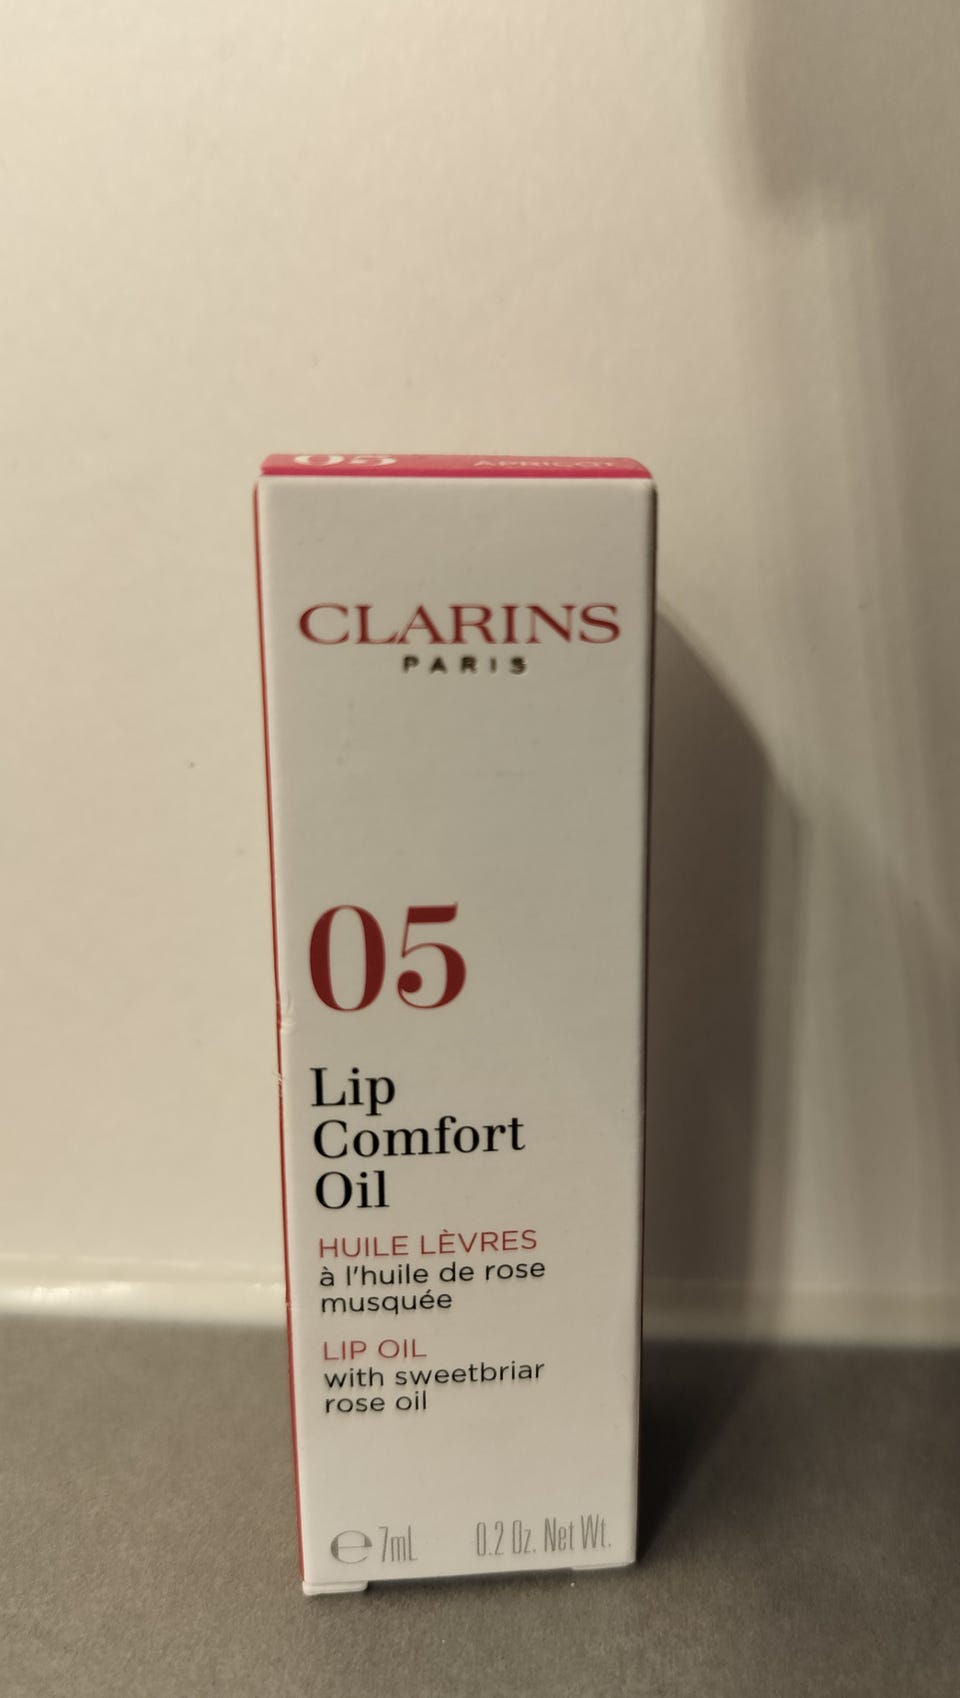 05 APRICOT
CLARINS
PARIS
05
Lip
Comfort
Oil
HUILE LÈVRES
à l'huile de rose
musquée
LIP OIL
with sweetbriar
rose oil
℮ 7mL 0.2 Oz. Net Wt.